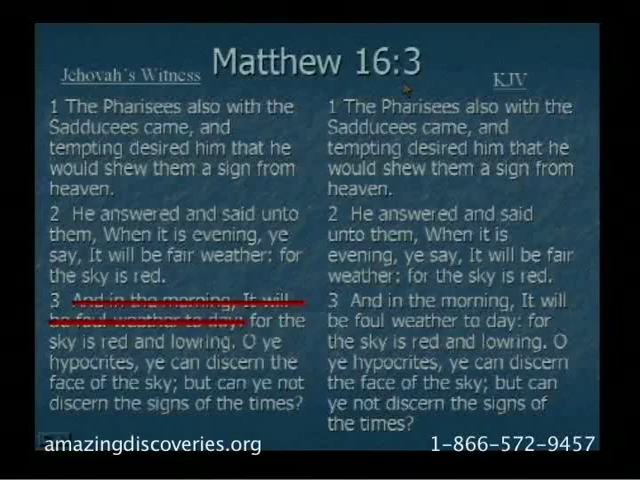 Matthew 16:3
Jehovah's Witness
KJV
1 The Pharisees also with the
Sadducees came, and
tempting desired him that he
would shew them a sign from
heaven.
2 He answered and said unto
them, When it is evening, ye
say, It will be fair weather: for
the sky is red.
3 And in the morning, It will
be foul weather to day: for the
sky is red and lowring. O ye
hypocrites, ye can discern the
face of the sky; but can ye not
discern the signs of the times?
1 The Pharisees also with the
Sadducees came, and
tempting desired him that he
would shew them a sign from
heaven.
2 He answered and said
unto them, When it is
evening, ye say, It will be fair
weather: for the sky is red.
3 And in the morning, It will
be foul weather to day: for
the sky is red and lowring. O
ye hypocrites, ye can discern
the face of the sky; but can
ye not discern the signs of
the times?
amazingdiscoveries.org
1-866-572-9457